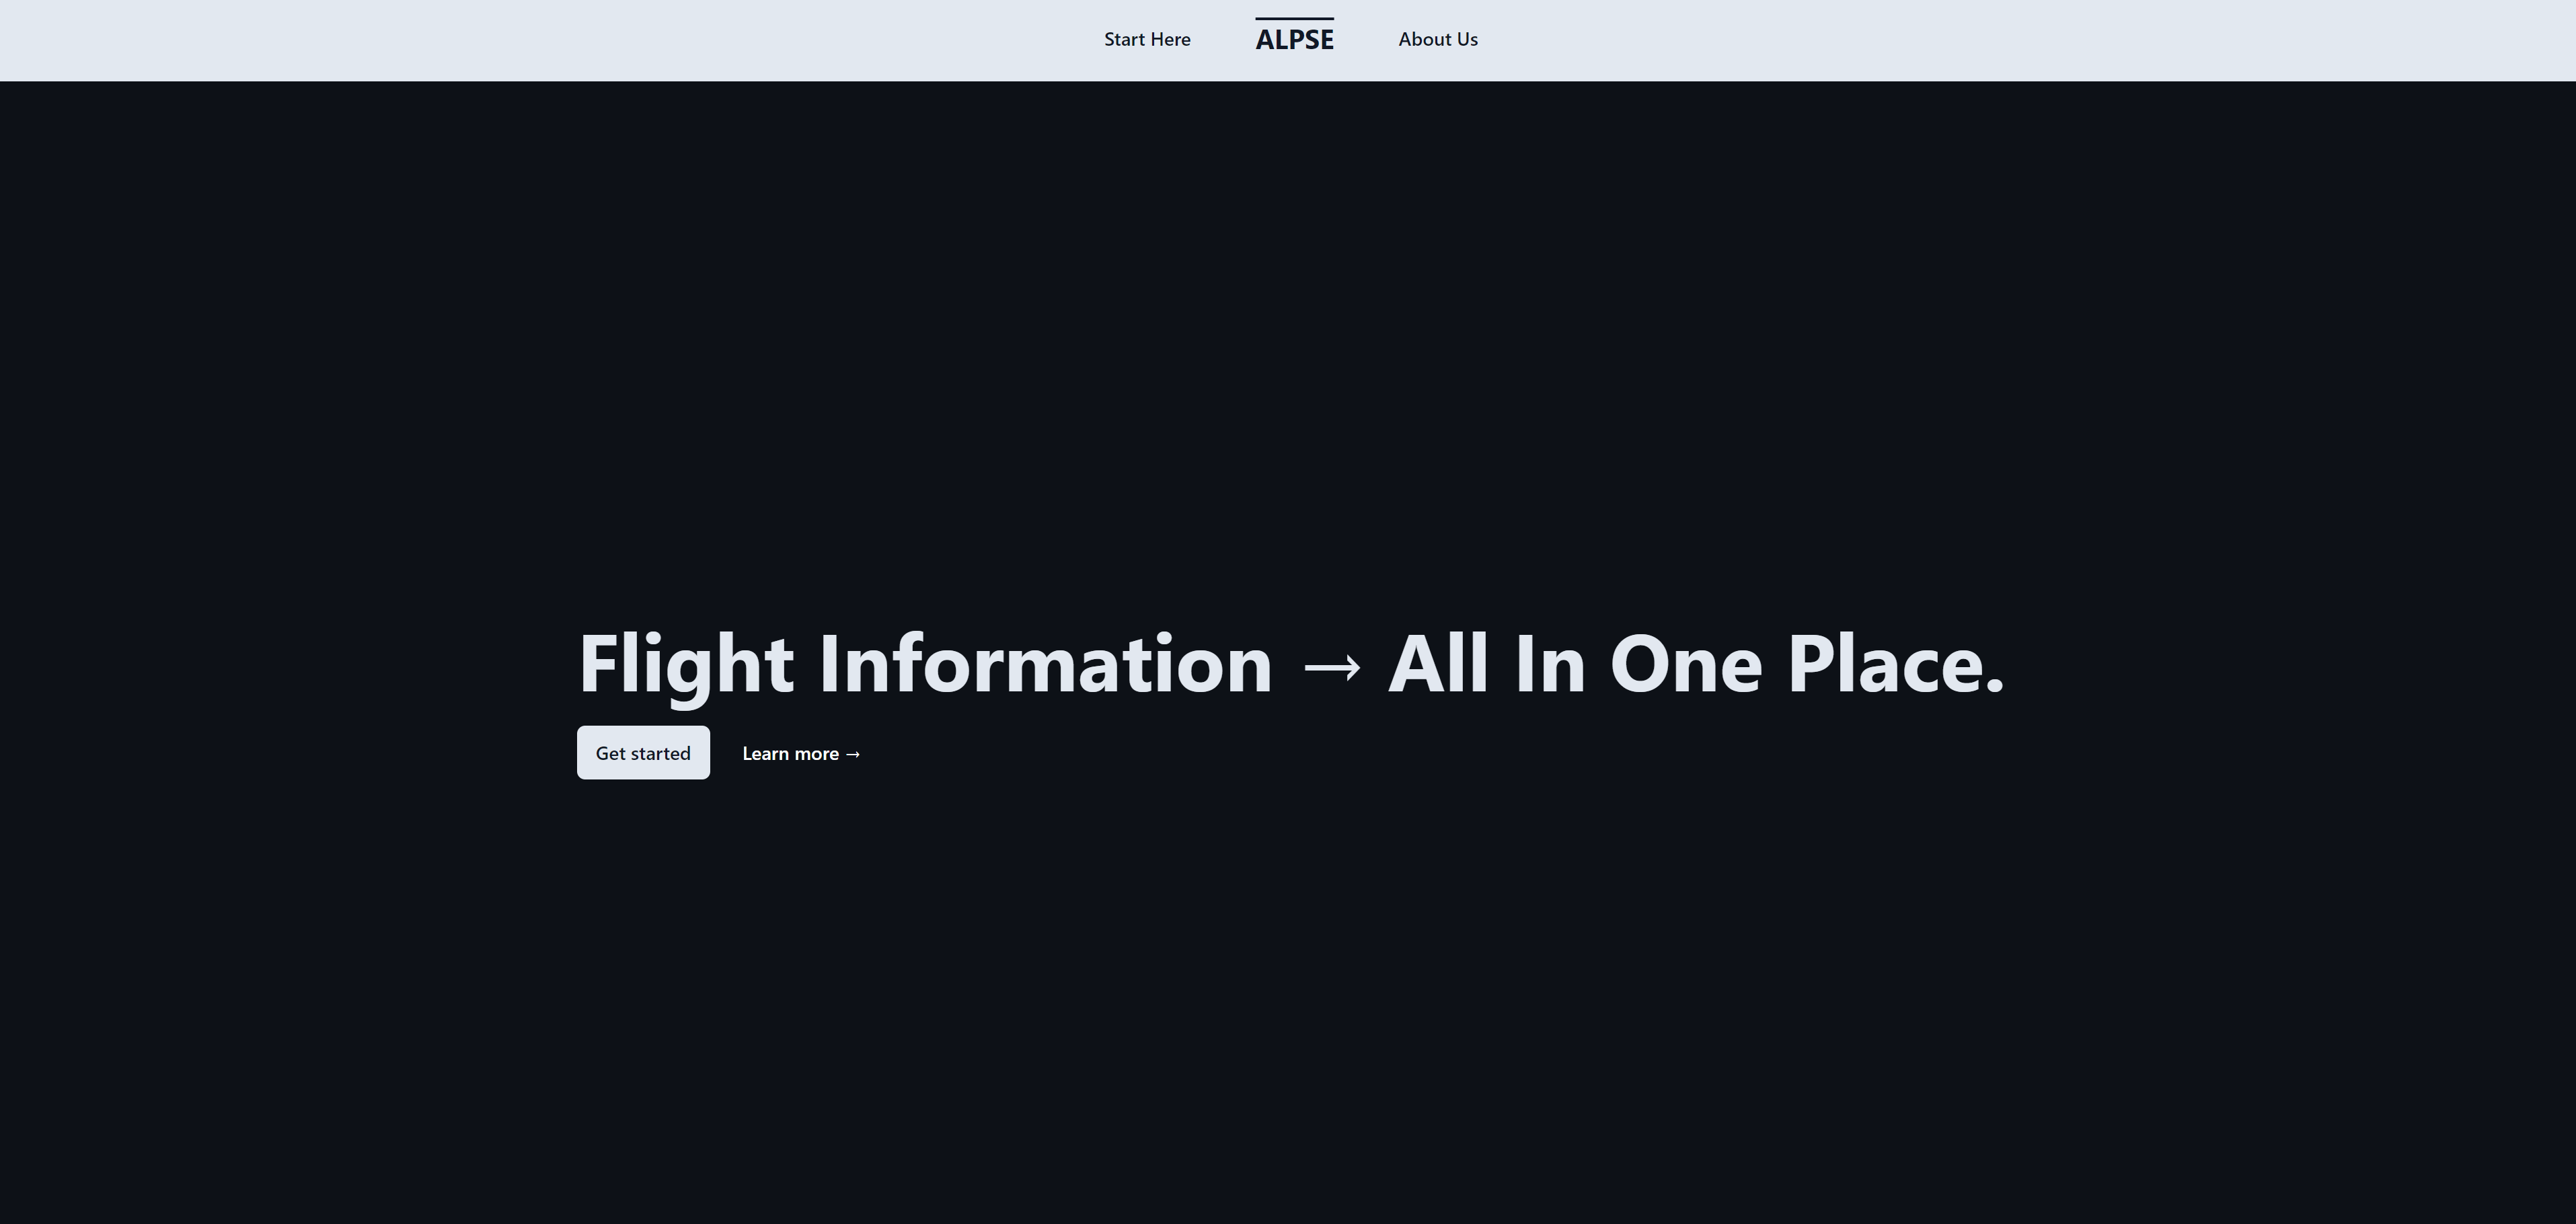 Start Here ALPSE About Us
Flight Information → All In One Place.
Get started Learn more →